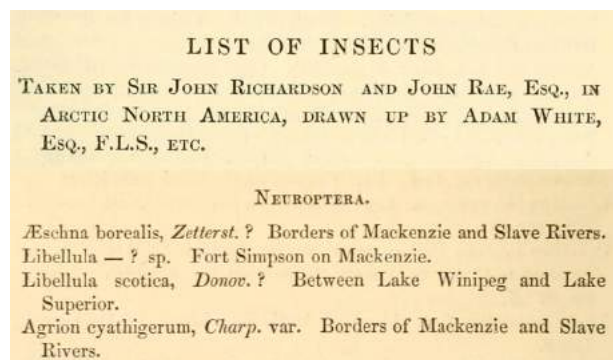 LIST OF INSECTS
TAKEN BY SIR JOHN RICHARDSON AND JOHN RAE, ESQ., IN
ARCTIC NORTH AMERICA, DRAWN UP BY ADAM WHITE,
ESQ., F.L.S., ETC.
NEUROPTERA.
Æschna borealis, Zetterst. ? Borders of Mackenzie and Slave Rivers.
Libellula — ? sp. Fort Simpson on Mackenzie.
Libellula scotica, Donov. ? Between Lake Winipeg and Lake
Superior.
Agrion cyathigerum, Charp. var. Borders of Mackenzie and Slave
Rivers.